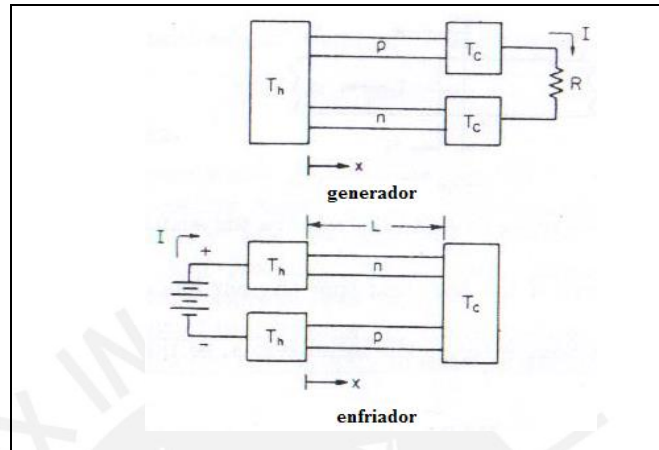 P
T_c
I
T_h
R
n
T_c
x
generador
L
I
+
T_h
n
T_c
T_h
P
-
x
enfriador